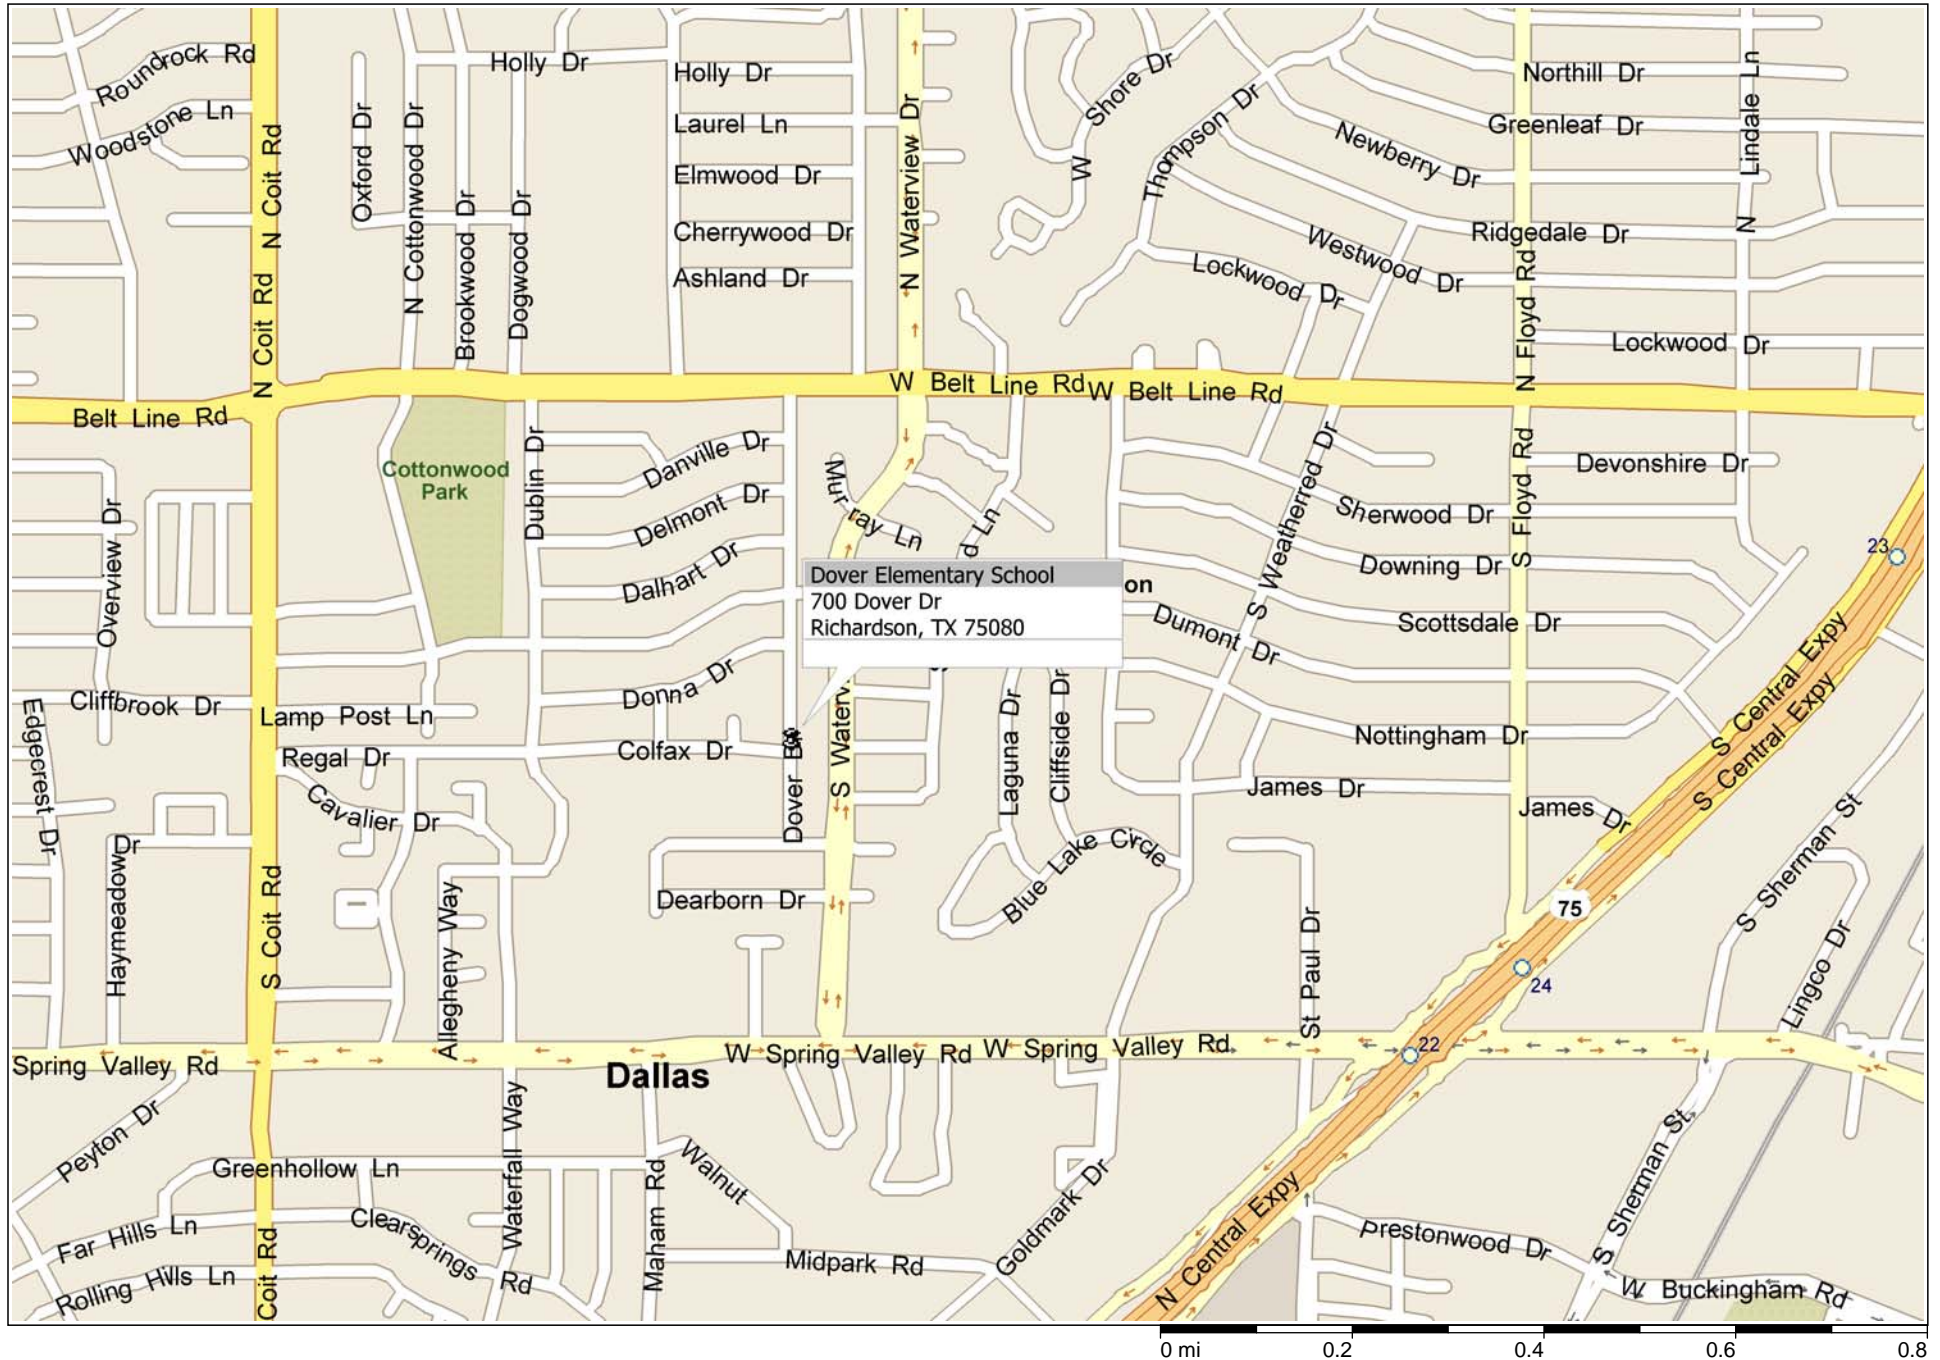 Roundrock Rd
Woodstone Ln
N Coit Rd
N Coit Rd
Oxford Dr
N Cottonwood Dr
Brookwood Dr
Dogwood Dr
Holly Dr
Holly Dr
Laurel Ln
Elmwood Dr
Cherrywood Dr
Ashland Dr
N Waterview Dr
W Shore Dr
Thompson Dr
Newberry Dr
Northill Dr
Greenleaf Dr
N Lindale Ln
Ridgedale Dr
Westwood Dr
Lockwood Dr
N Floyd Rd
Lockwood Dr
Belt Line Rd
W Belt Line Rd
W Belt Line Rd
Cottonwood
Park
Dublin Dr
Danville Dr
Delmont Dr
Dalhart Dr
Murray Ln
d Ln
S Weatherred Dr
S Floyd Rd
Devonshire Dr
Sherwood Dr
Downing Dr
Scottsdale Dr
Dumont Dr
Overview Dr
23
Dover Elementary School
700 Dover Dr
Richardson, TX 75080
on
Cliffbrook Dr
Lamp Post Ln
Donna Dr
Edgecrest Dr
Regal Dr
Colfax Dr
Dover Dr
S Waterv
Laguna Dr
Cliffside Dr
Nottingham Dr
S Central Expy
S Central Expy
James Dr
James Dr
Cavalier Dr
Haymeadow Dr
S Coit Rd
Allegheny Way
Dearborn Dr
Blue Lake Circle
St Paul Dr
75
S Sherman St
Lingco Dr
24
22
Spring Valley Rd
W Spring Valley Rd
W Spring Valley Rd
Dallas
Peyton Dr
Greenhollow Ln
Waterfall Way
Maham Rd
Walnut
Far Hills Ln
Clearsprings Rd
Rolling Hills Ln
Coit Rd
Midpark Rd
Goldmark Dr
N Central Expy
Prestonwood Dr
S Sherman St
W Buckingham Rd
0 mi 0.2 0.4 0.6 0.8